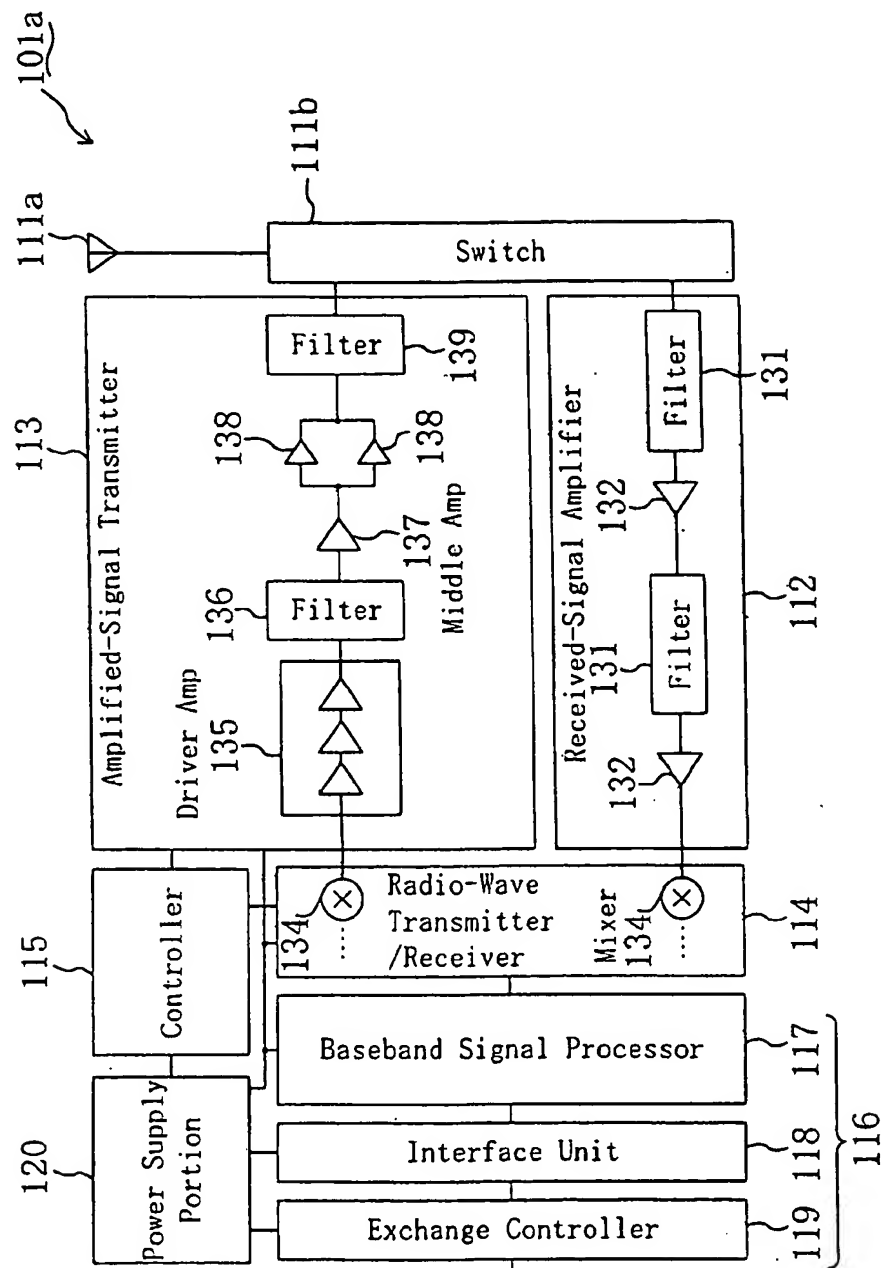 101a
111a
111b
Switch
113
Amplified-Signal Transmitter
Driver Amp
135
136
Filter
137
Middle Amp
138
138
Filter
139
Received-Signal Amplifier
132
131
Filter
132
Filter
131
112
115
Controller
134
Radio-Wave
Transmitter
/Receiver
Mixer
134
114
120
Power Supply
Portion
Baseband Signal Processor
117
Interface Unit
118
Exchange Controller
119
116